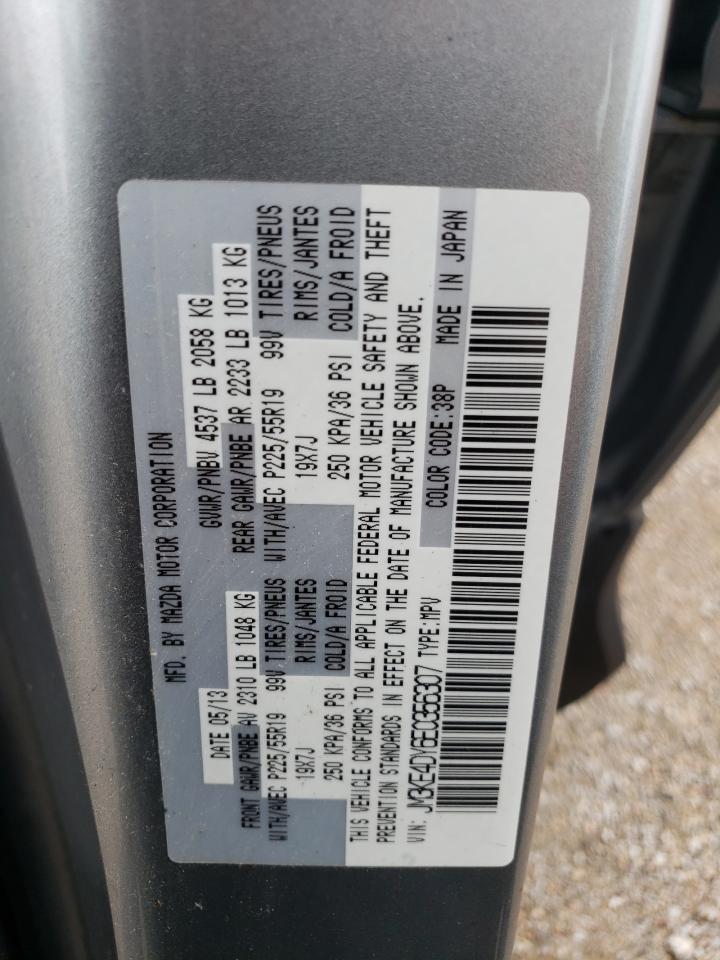 MFD. BY MAZDA MOTOR CORPORATION
DATE 05/13 GVWR/PNBV 4537 LB 2058 KG
FRONT GAWR/PNBE AV 2310 LB 1048 KG REAR GAWR/PNBE AR 2233 LB 1013 KG
WITH/AVEC P225/55R19 99V TIRES/PNEUS WITH/AVEC P225/55R19 99V TIRES/PNEUS
19X7J RIMS/JANTES 19X7J RIMS/JANTES
250 KPA/36 PSI COLD/A FROID 250 KPA/36 PSI COLD/A FROID
THIS VEHICLE CONFORMS TO ALL APPLICABLE FEDERAL MOTOR VEHICLE SAFETY AND THEFT
PREVENTION STANDARDS IN EFFECT ON THE DATE OF MANUFACTURE SHOWN ABOVE.
VIN: JM3KE4DY6E0356307 TYPE:MPV COLOR CODE:38P MADE IN JAPAN